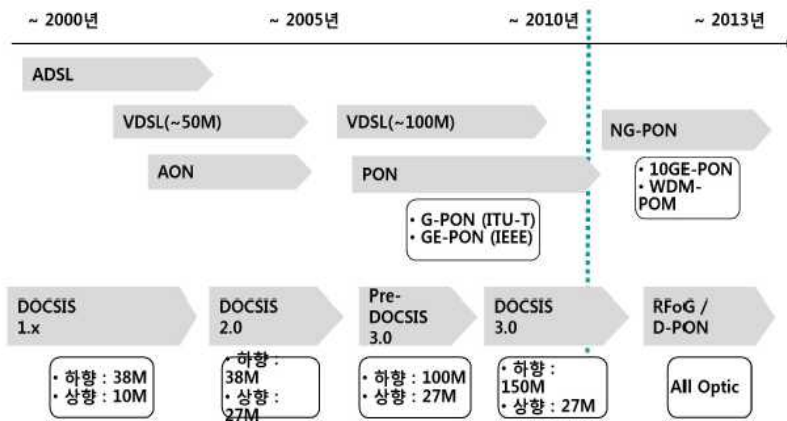 ~ 2000년
~ 2005년
~ 2010년
~ 2013년
ADSL
VDSL(~50M)
VDSL(~100M)
NG-PON
AON
PON
• 10GE-PON
• WDM-
POM
• G-PON (ITU-T)
• GE-PON (IEEE)
DOCSIS
1.x
DOCSIS
2.0
Pre-
DOCSIS
3.0
DOCSIS
3.0
RFoG /
D-PON
• 하향 : 38M
• 상향 : 10M
• 하향 :
38M
• 상향 :
27M
• 하향 : 100M
• 상향 : 27M
• 하향 :
150M
• 상향 : 27M
All Optic